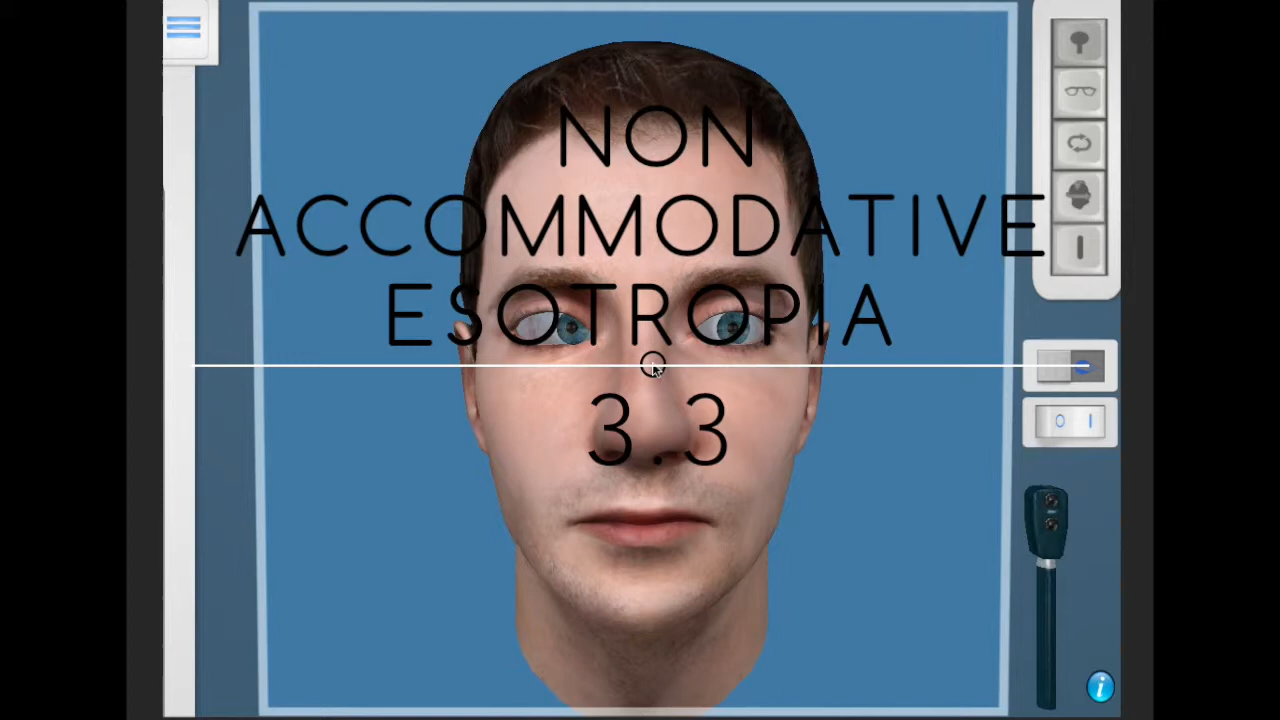 NON
ACCOMMODATIVE
ESOTROPIA
3.3
O I
i